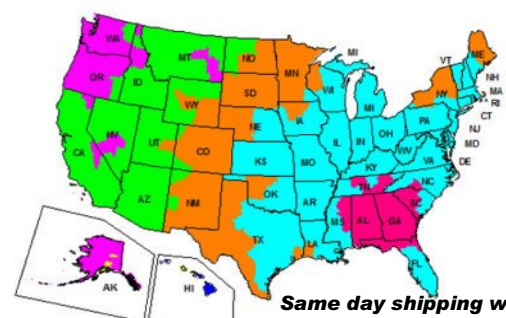 WA
MT
ND
MN
MI
VT
ME
NH
OR
ID
SD
WI
NY
MA
RI
CT
WY
IA
MI
PA
NJ
NV
NE
IL
IN
OH
MD
DE
CA
UT
CO
KS
MO
WV
VA
KY
AZ
NM
OK
AR
TN
NC
SC
TX
LA
MS
AL
GA
FL
AK
HI
Same day shipping w